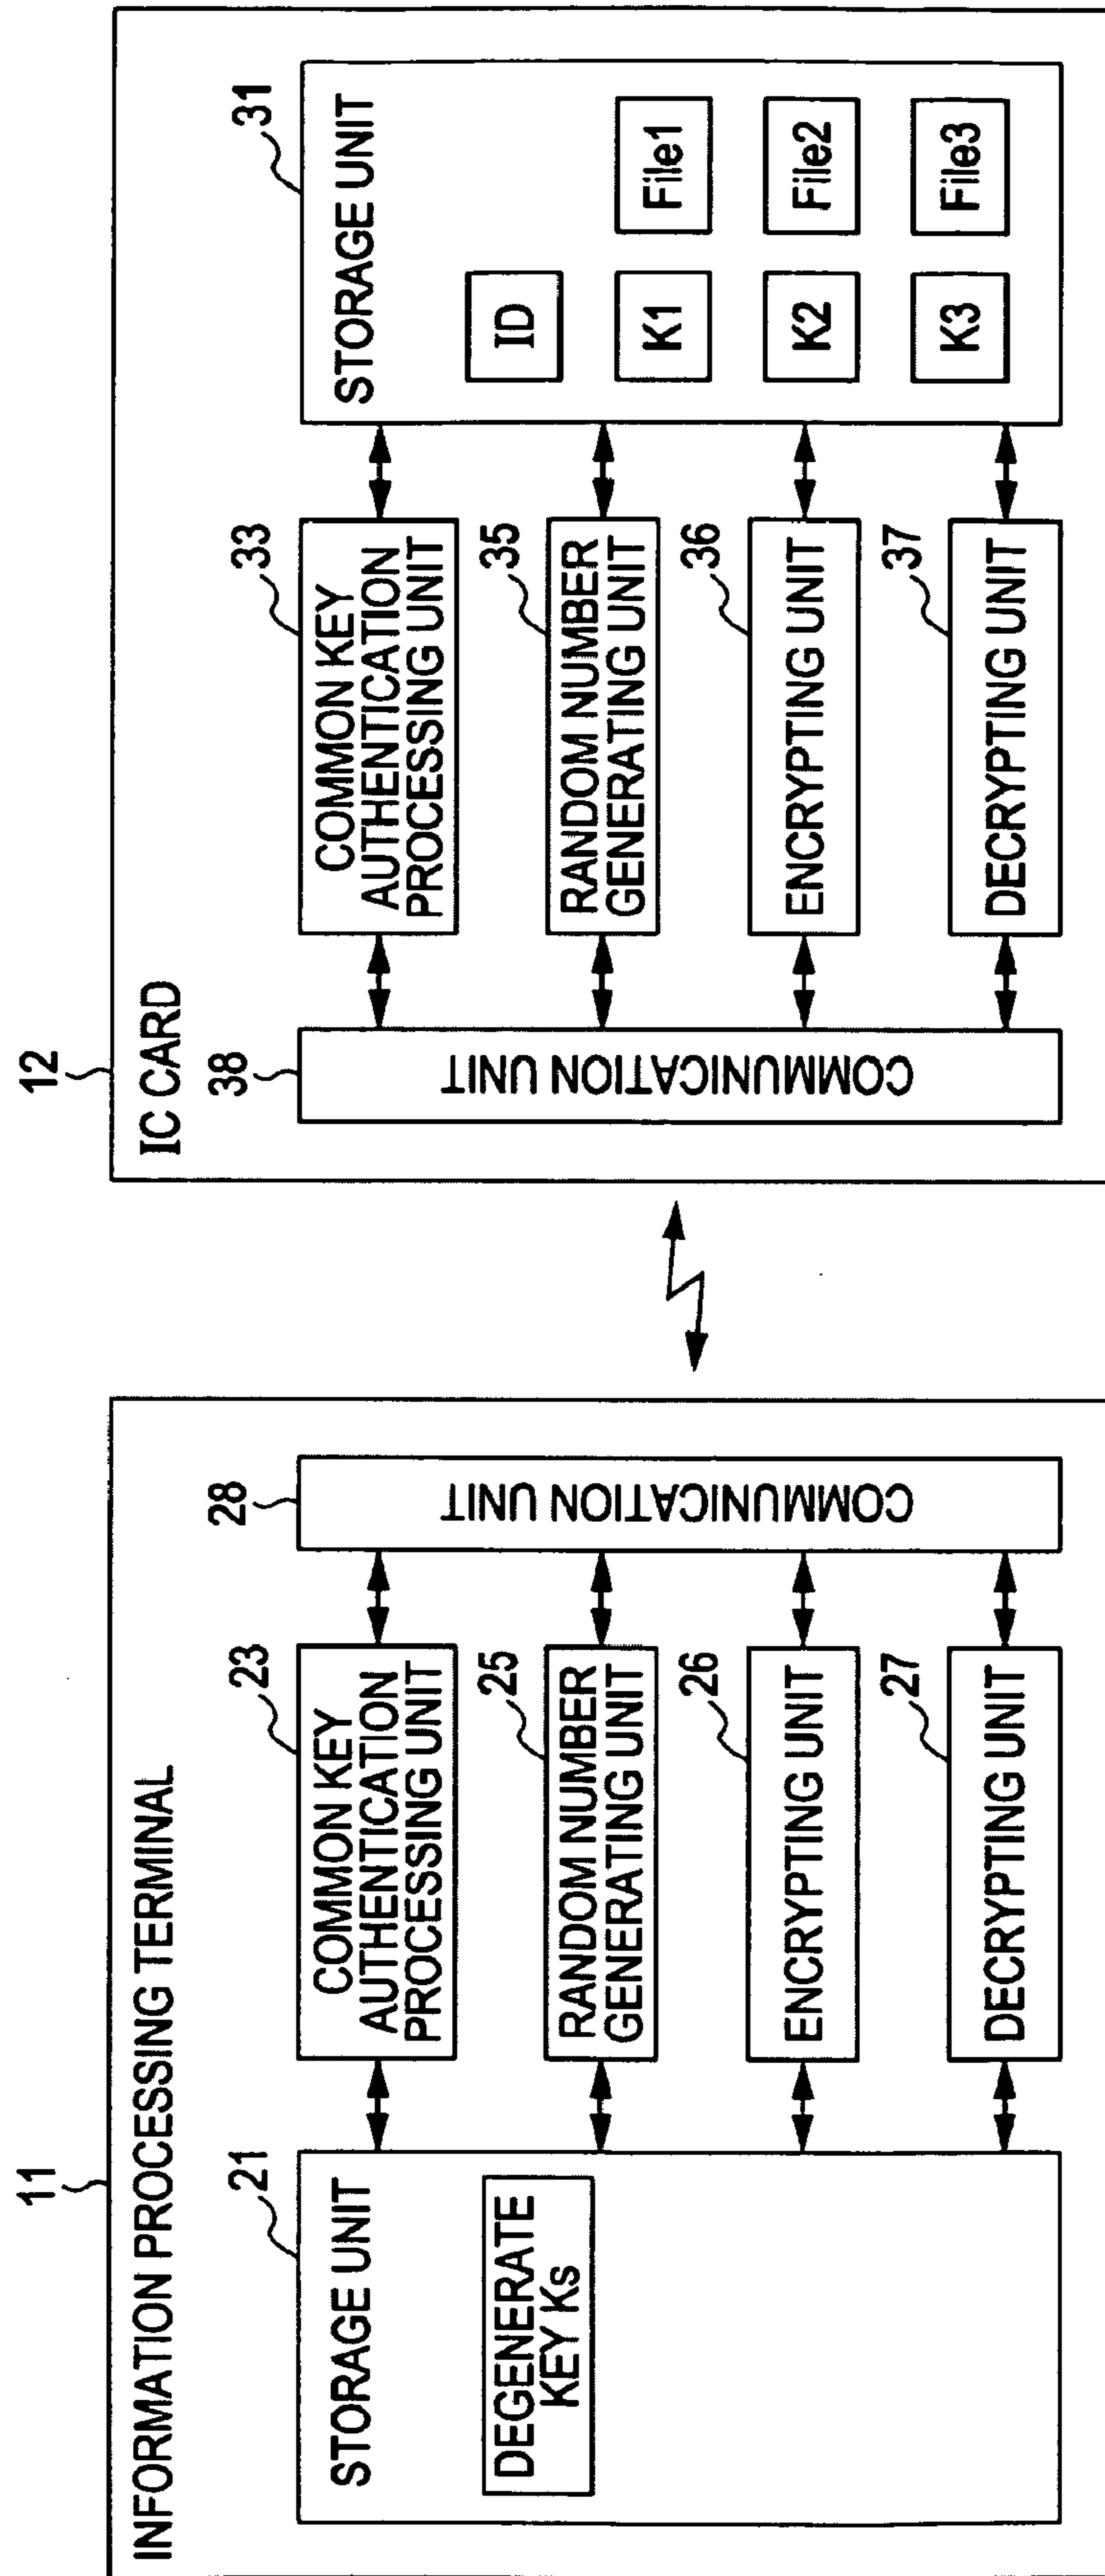 11
INFORMATION PROCESSING TERMINAL
21
STORAGE UNIT
DEGENERATE
KEY Ks
23
COMMON KEY
AUTHENTICATION
PROCESSING UNIT
25
RANDOM NUMBER
GENERATING UNIT
26
ENCRYPTING UNIT
27
DECRYPTING UNIT
28
COMMUNICATION UNIT
12
IC CARD
38
COMMUNICATION UNIT
33
COMMON KEY
AUTHENTICATION
PROCESSING UNIT
35
RANDOM NUMBER
GENERATING UNIT
36
ENCRYPTING UNIT
37
DECRYPTING UNIT
31
STORAGE UNIT
ID
K1
File1
K2
File2
K3
File3